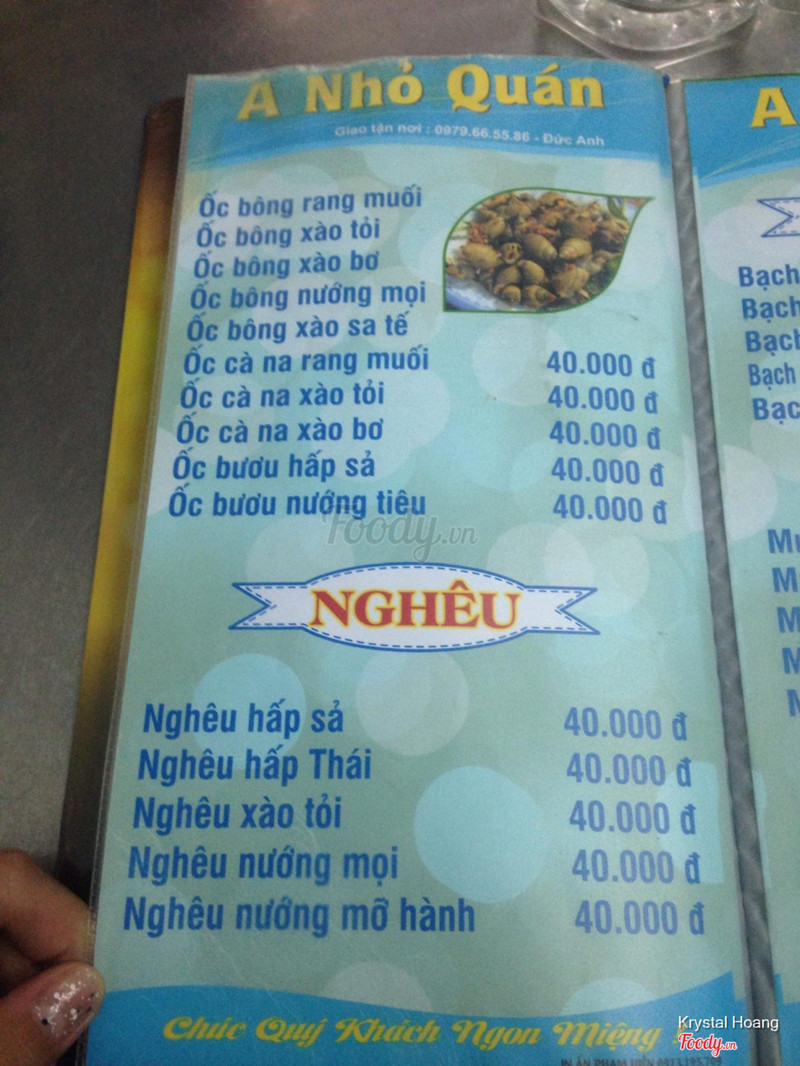 A Nhỏ Quán
Giao tận nơi : 0979.66.55.86 - Đức Anh
Ốc bông rang muối
Ốc bông xào tỏi
Ốc bông xào bơ
Ốc bông nướng mọi
Ốc bông xào sa tế
Ốc cà na rang muối 40.000 đ
Ốc cà na xào tỏi 40.000 đ
Ốc cà na xào bơ 40.000 đ
Ốc bươu hấp sả 40.000 đ
Ốc bươu nướng tiêu 40.000 đ
Foody.vn
NGHÊU
Nghêu hấp sả 40.000 đ
Nghêu hấp Thái 40.000 đ
Nghêu xào tỏi 40.000 đ
Nghêu nướng mọi 40.000 đ
Nghêu nướng mỡ hành 40.000 đ
Chúc Quý Khách Ngon Miệng !
A
Bạch
Bạch
Bạch
Bạch
Bạc
M
M
M
M
Krystal Hoang
Foody.vn